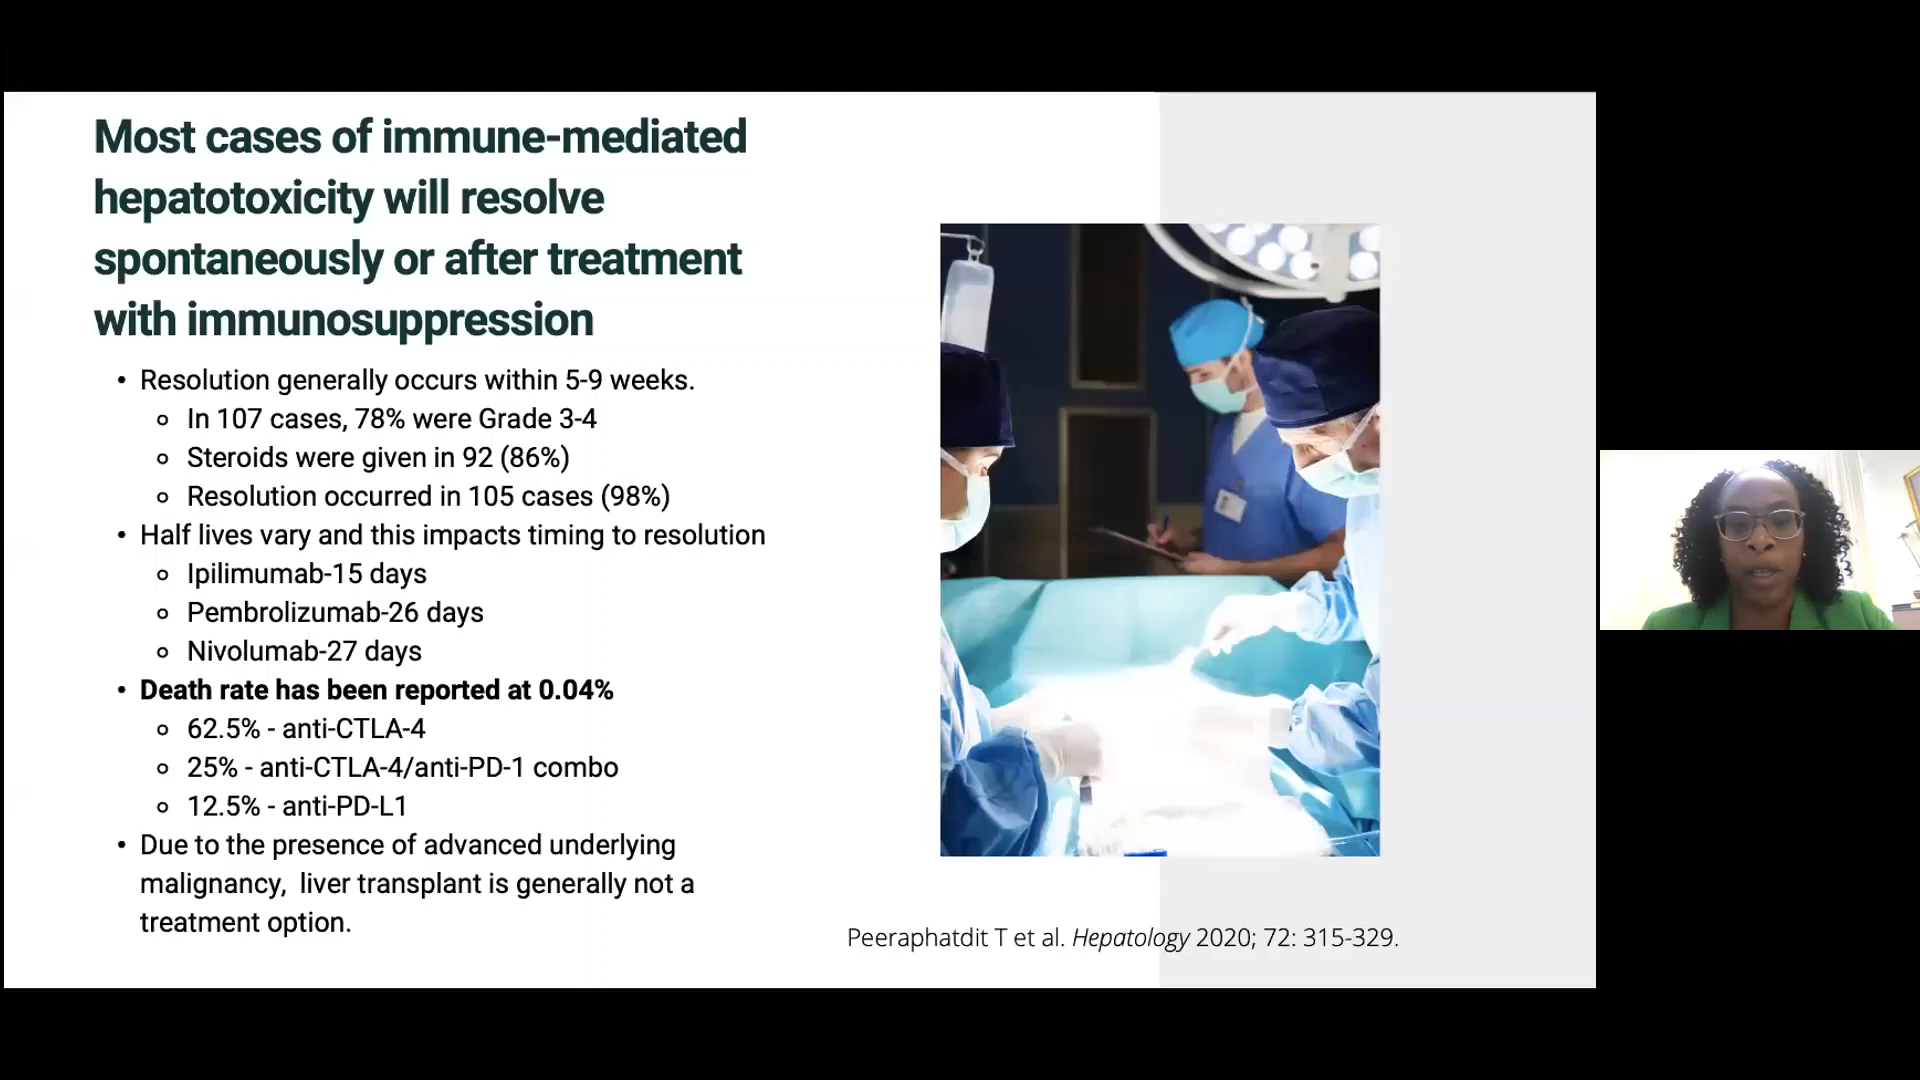 Most cases of immune-mediated
hepatotoxicity will resolve
spontaneously or after treatment
with immunosuppression
• Resolution generally occurs within 5-9 weeks.
o In 107 cases, 78% were Grade 3-4
o Steroids were given in 92 (86%)
o Resolution occurred in 105 cases (98%)
• Half lives vary and this impacts timing to resolution
o Ipilimumab-15 days
o Pembrolizumab-26 days
o Nivolumab-27 days
• Death rate has been reported at 0.04%
o 62.5% - anti-CTLA-4
o 25% - anti-CTLA-4/anti-PD-1 combo
o 12.5% - anti-PD-L1
• Due to the presence of advanced underlying
malignancy,  liver transplant is generally not a
treatment option.
Peeraphatdit T et al. Hepatology 2020; 72: 315-329.